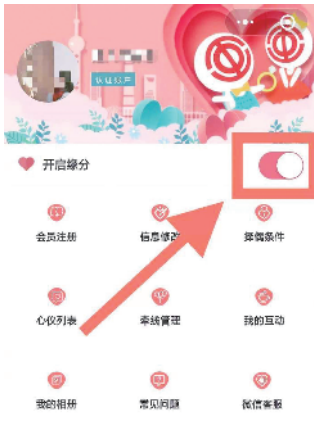 认证会员
开启缘分
会员注册
信息修改
择偶条件
心仪列表
牵线管理
我的互动
我的相册
常见问题
微信客服